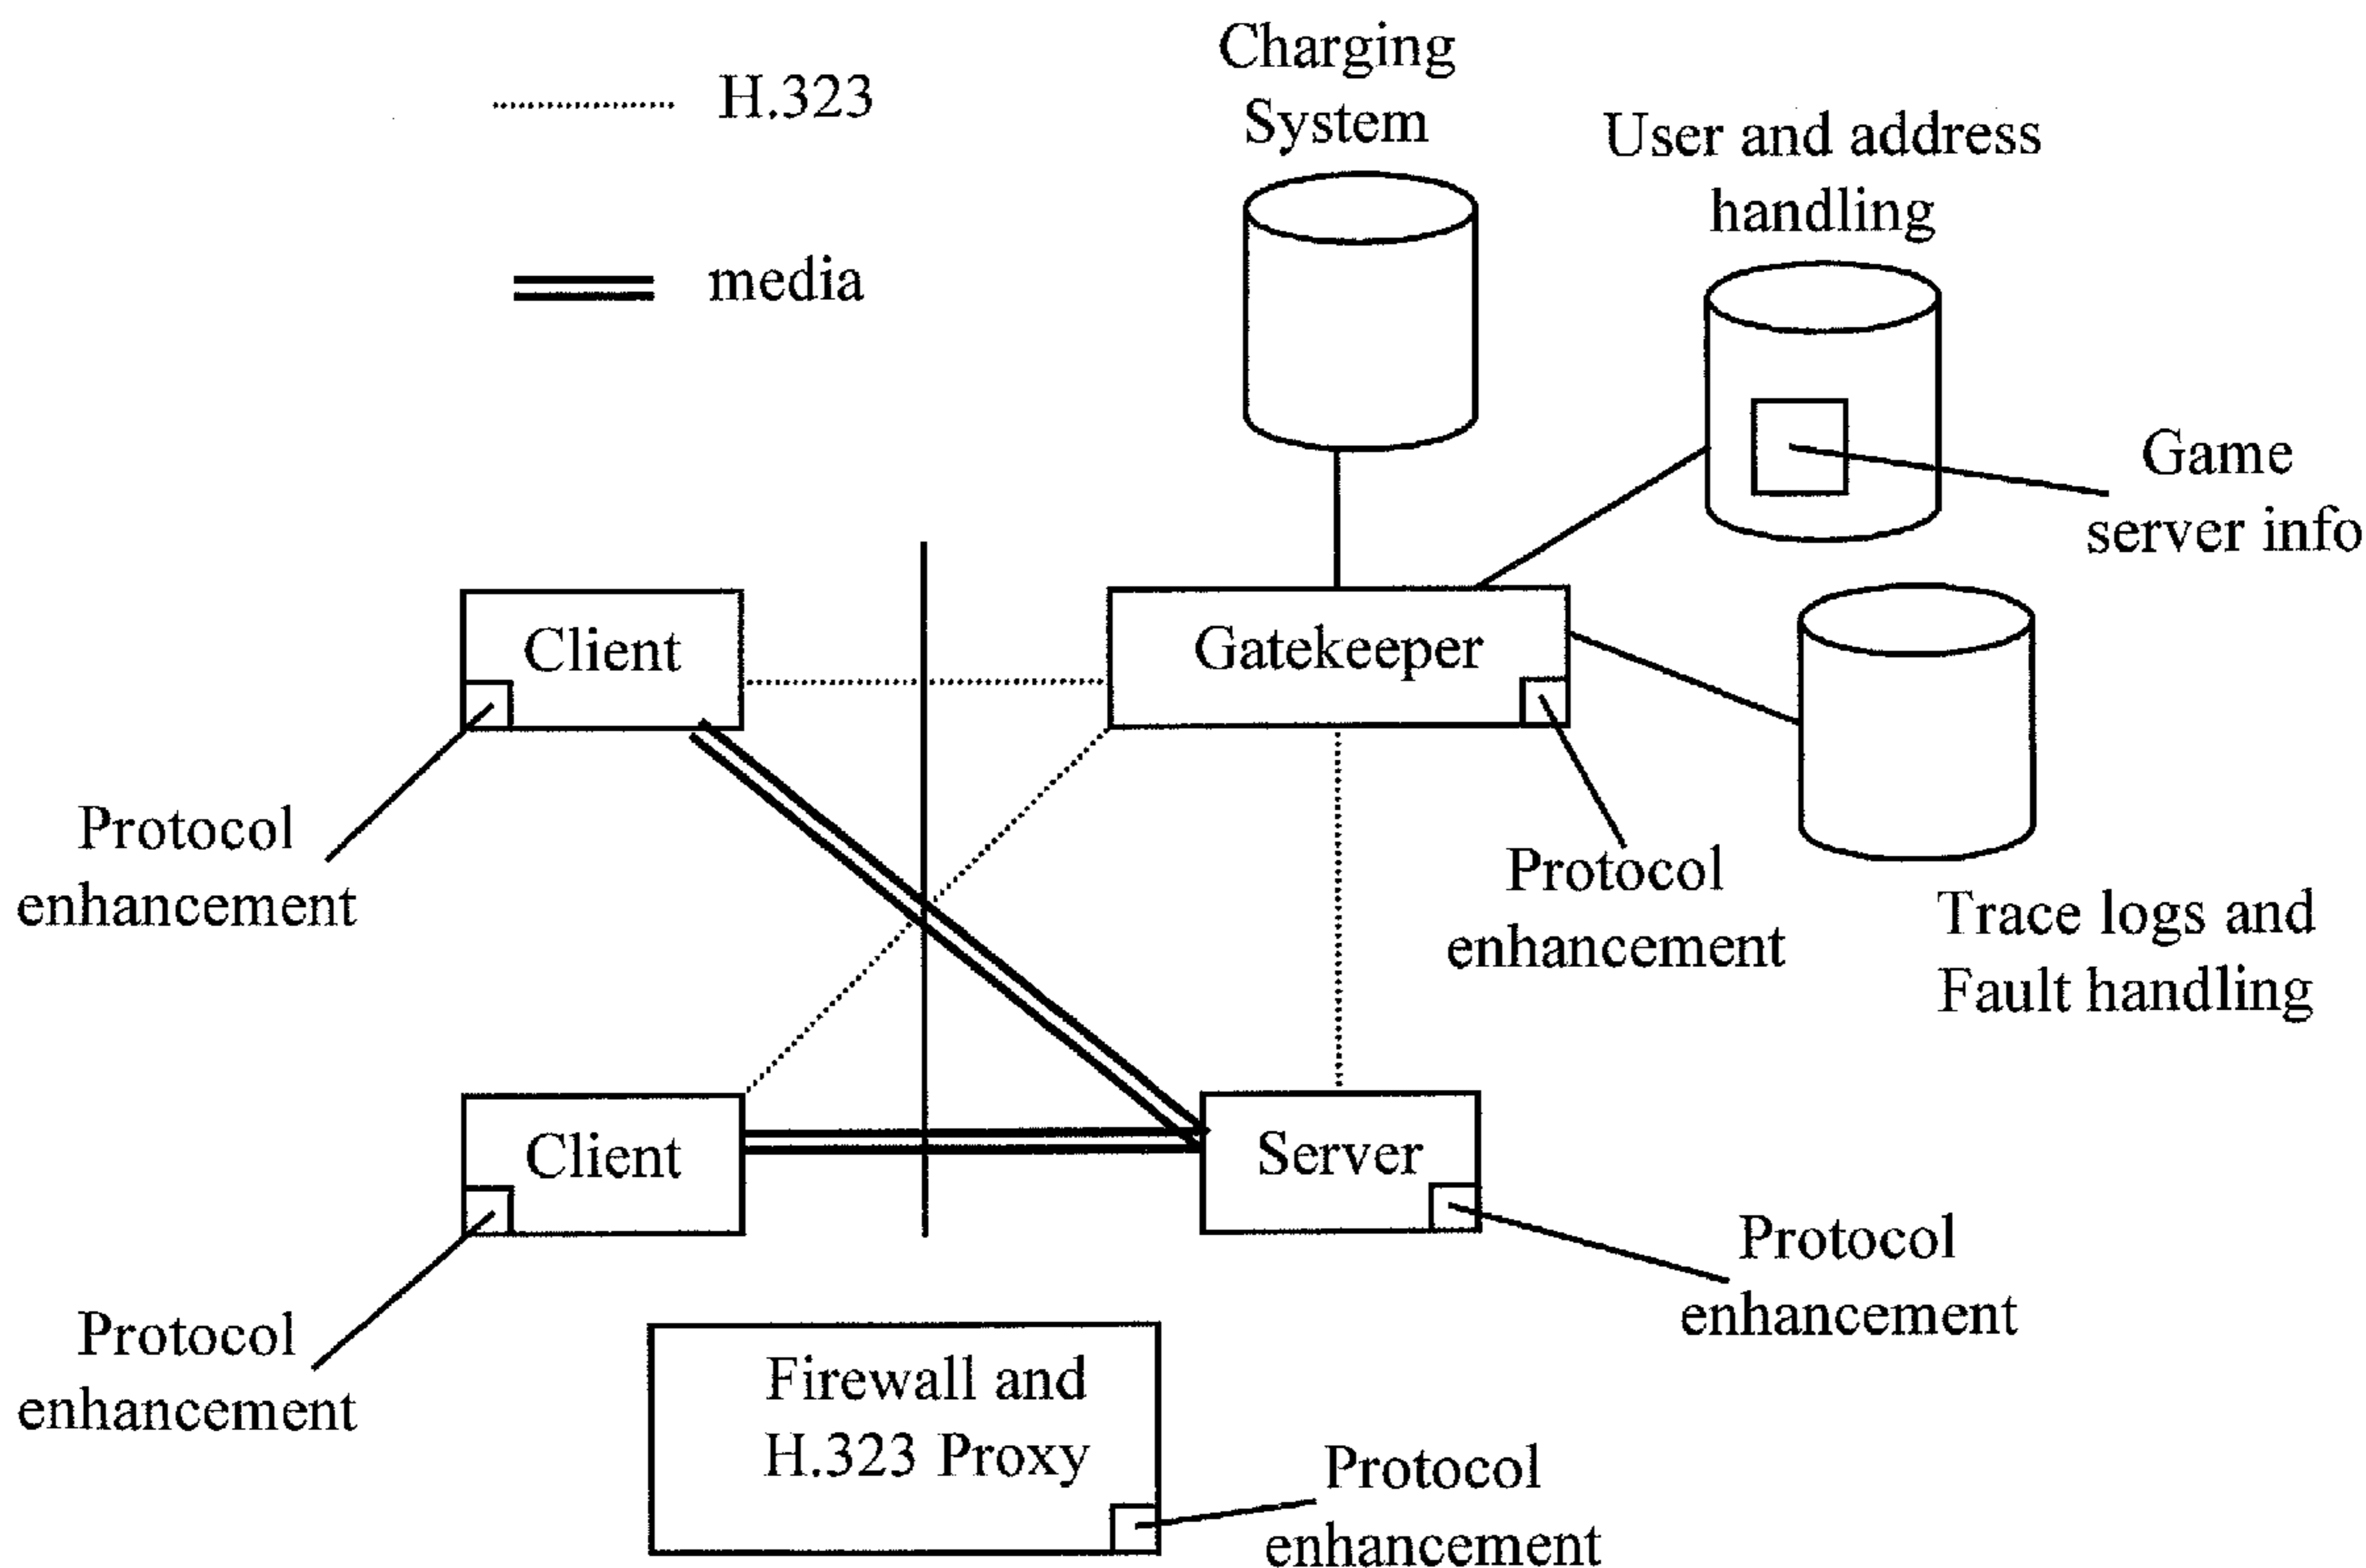 H.323
media
Charging
System
User and address
handling
Game
server info
Client
Gatekeeper
Protocol
enhancement
Protocol
enhancement
Trace logs and
Fault handling
Client
Server
Protocol
enhancement
Protocol
enhancement
Firewall and
H.323 Proxy
Protocol
enhancement